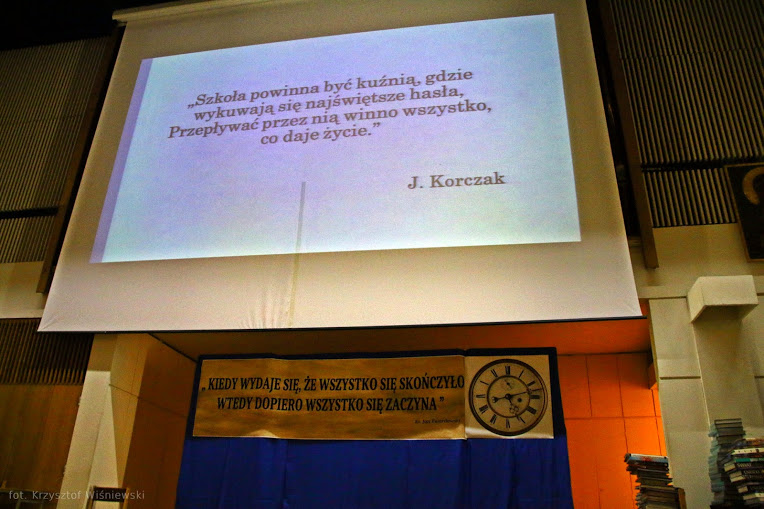 „Szkoła powinna być kuźnią, gdzie
wykuwają się najświętsze hasła,
Przepływać przez nią winno wszystko,
co daje życie.”
J. Korczak
„ KIEDY WYDAJE SIĘ, ŻE WSZYSTKO SIĘ SKOŃCZYŁO
WTEDY DOPIERO WSZYSTKO SIĘ ZACZYNA ”
fot. Krzysztof Wiśniewski